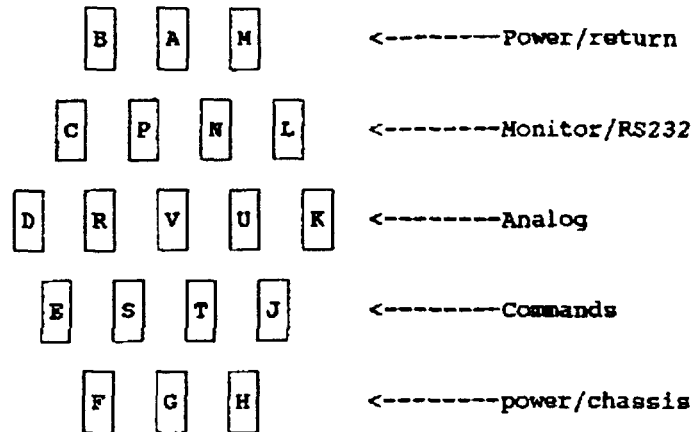 B A M <--------Power/return
C P N L <--------Monitor/RS232
D R V U K <--------Analog
E S T J <--------Commands
F G H <--------power/chassis